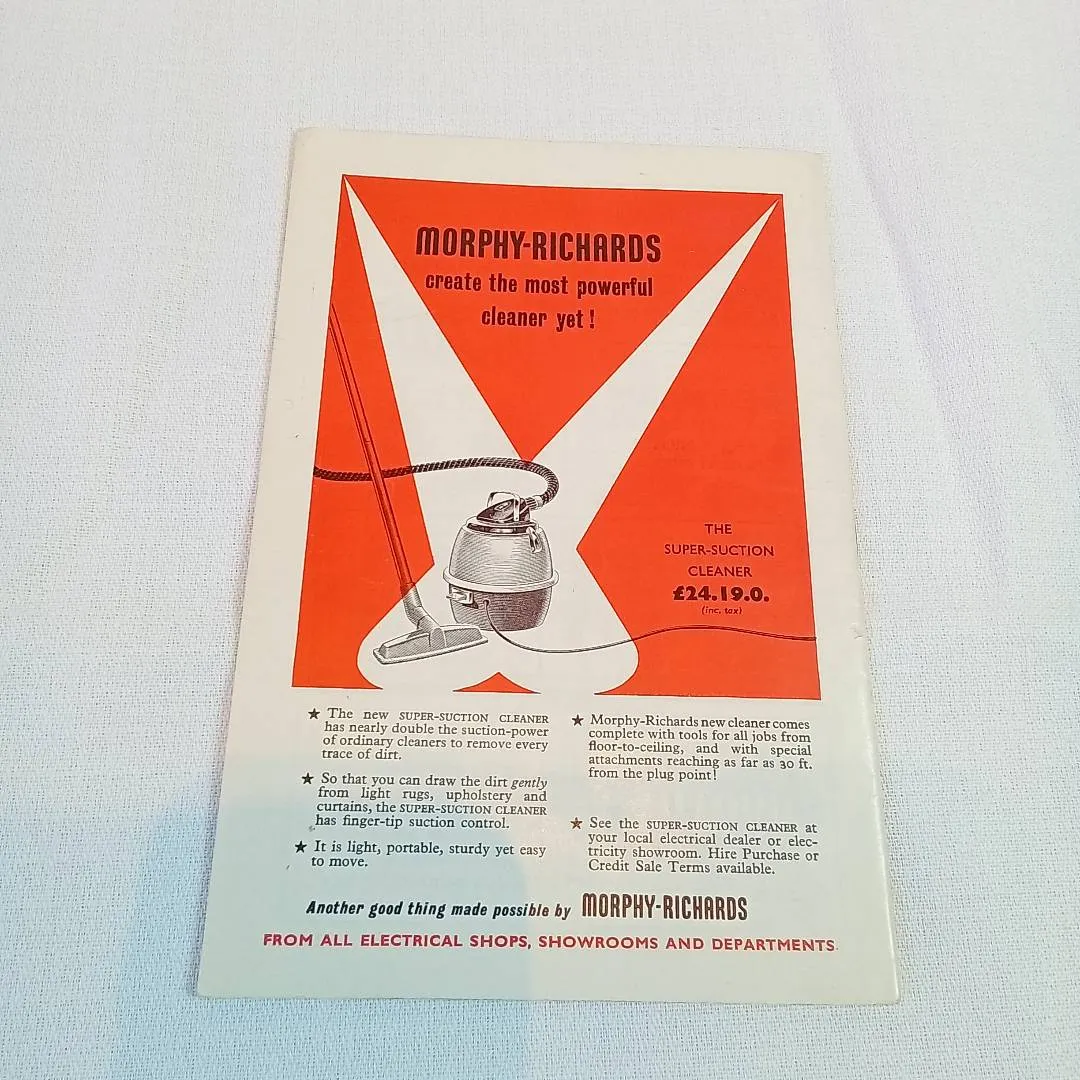 MORPHY-RICHARDS
create the most powerful
cleaner yet!
THE
SUPER-SUCTION
CLEANER
£24.19.0.
(inc. tax)
★ The new SUPER-SUCTION CLEANER
has nearly double the suction-power
of ordinary cleaners to remove every
trace of dirt.
★ So that you can draw the dirt gently
from light rugs, upholstery and
curtains, the SUPER-SUCTION CLEANER
has finger-tip suction control.
★ It is light, portable, sturdy yet easy
to move.
★ Morphy-Richards new cleaner comes
complete with tools for all jobs from
floor-to-ceiling, and with special
attachments reaching as far as 30 ft.
from the plug point!
★ See the SUPER-SUCTION CLEANER at
your local electrical dealer or elec-
tricity showroom. Hire Purchase or
Credit Sale Terms available.
Another good thing made possible by MORPHY-RICHARDS
FROM ALL ELECTRICAL SHOPS, SHOWROOMS AND DEPARTMENTS